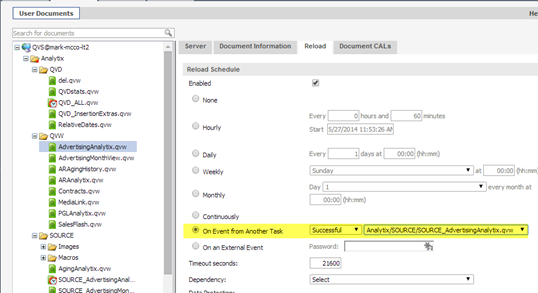 User Documents
He
Search for documents
Server
Document Information
Reload
Document CALs
QVS@mark-mcco-lt2
Analytix
QVD
del.qvw
QVDstats.qvw
QVD_ALL.qvw
QVD_InsertionExtras.qvw
RelativeDates.qvw
QVW
AdvertisingAnalytix.qvw
AdvertisingMonthView.qvw
ARAgingHistory.qvw
ARAnalytix.qvw
Contracts.qvw
MediaLink.qvw
PGLAnalytix.qvw
SalesFlash.qvw
SOURCE
Images
Macros
AgingAnalytix.qvw
SOURCE_AdvertisingAnal...
SOURCE_AdvertisingMon...
Reload Schedule
Enabled
None
Hourly
Every 0 hours and 60 minutes
Start 5/27/2014 11:53:26 AM
Daily
Every 1 days at 00:00 (hh:mm)
Weekly
Sunday at 00:00 (hh:mm)
Monthly
Day 1 every month at
00:00 (hh:mm)
Continuously
On Event from Another Task Successful Analytix/SOURCE/SOURCE_AdvertisingAnalytix.qvw
On an External Event Password:
Timeout seconds: 21600
Dependency: Select